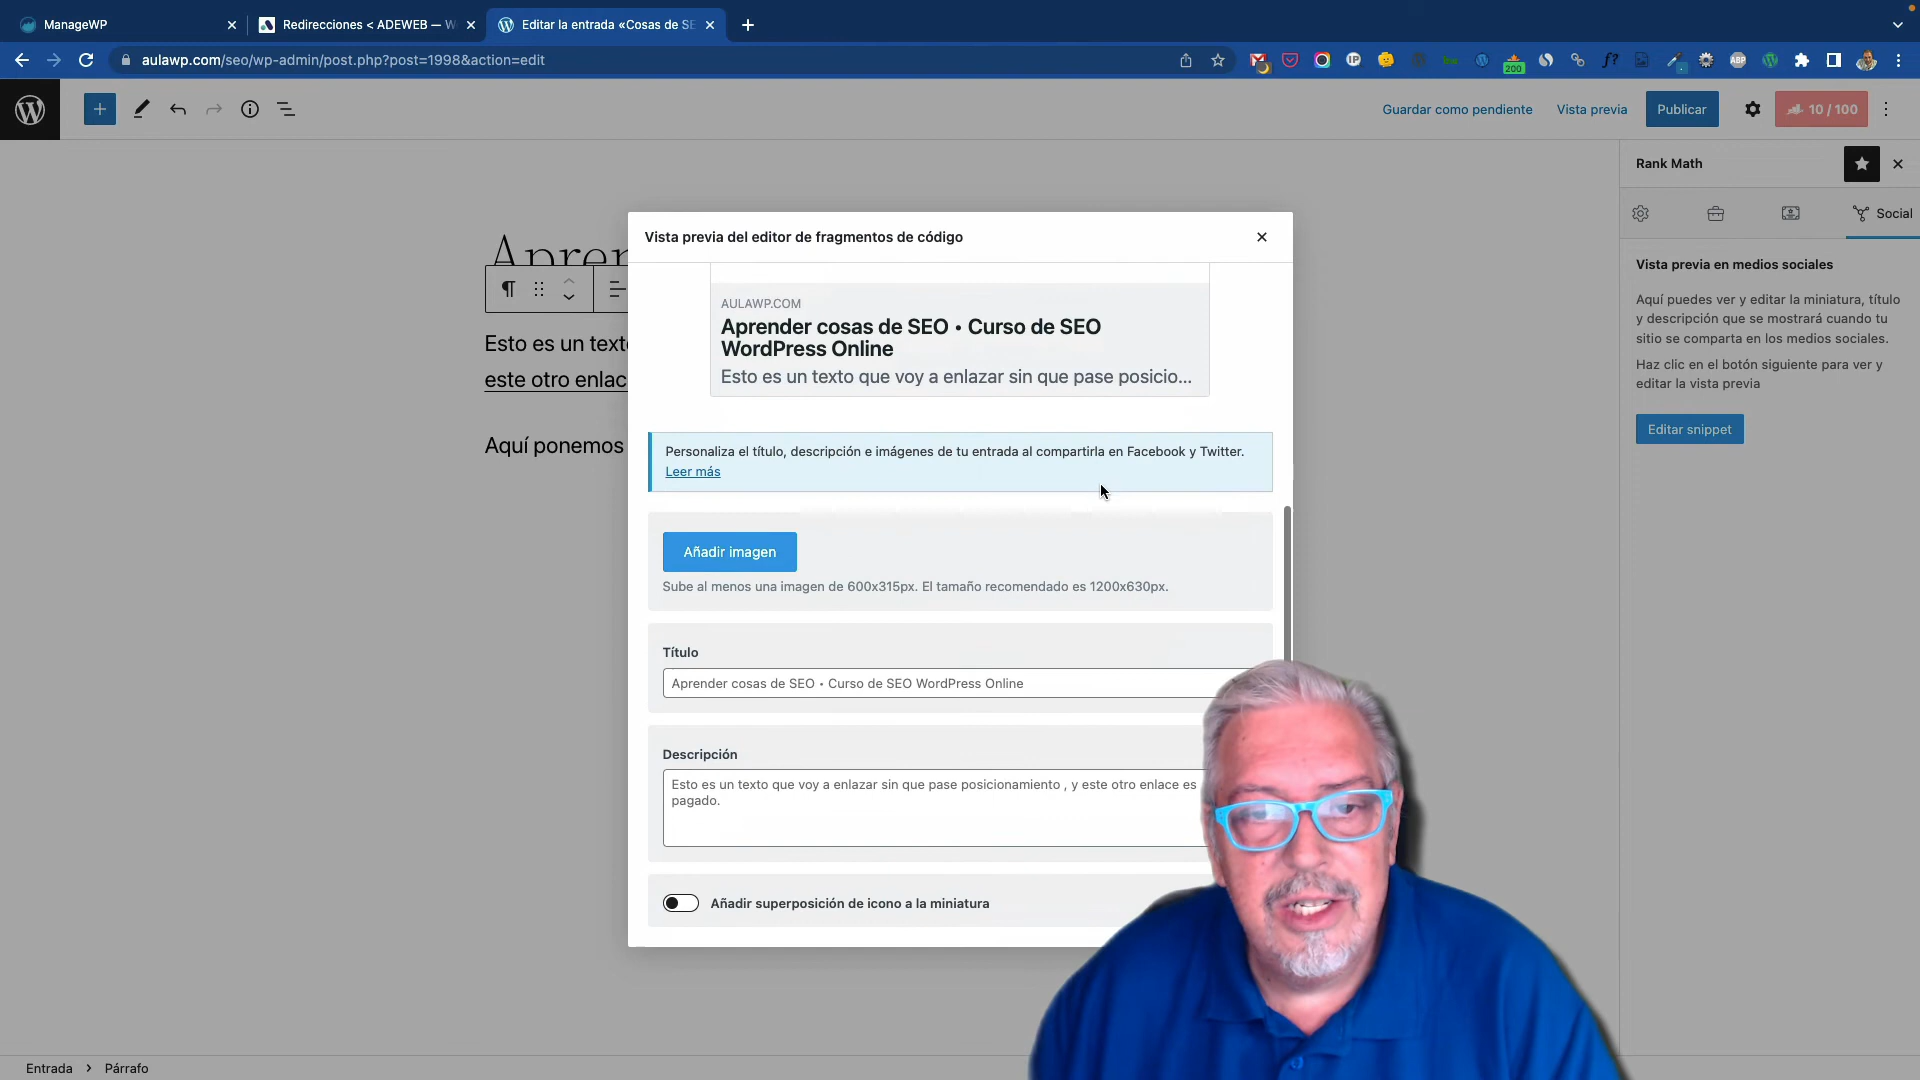 ManageWP
Redirecciones < ADEWEB — W
Editar la entrada «Cosas de SE
aulawp.com/seo/wp-admin/post.php?post=1998&action=edit
Guardar como pendiente
Vista previa
Publicar
10 / 100
Rank Math
Social
Vista previa en medios sociales
Aquí puedes ver y editar la miniatura, título
y descripción que se mostrará cuando tu
sitio se comparta en los medios sociales.
Haz clic en el botón siguiente para ver y
editar la vista previa
Editar snippet
Apren
Esto es un text
este otro enlac
Aquí ponemos
Vista previa del editor de fragmentos de código
AULAWP.COM
Aprender cosas de SEO • Curso de SEO
WordPress Online
Esto es un texto que voy a enlazar sin que pase posicio...
Personaliza el título, descripción e imágenes de tu entrada al compartirla en Facebook y Twitter.
Leer más
Añadir imagen
Sube al menos una imagen de 600x315px. El tamaño recomendado es 1200x630px.
Título
Aprender cosas de SEO • Curso de SEO WordPress Online
Descripción
Esto es un texto que voy a enlazar sin que pase posicionamiento , y este otro enlace es
pagado.
Añadir superposición de icono a la miniatura
Entrada > Párrafo
200
IP
ABP
f?